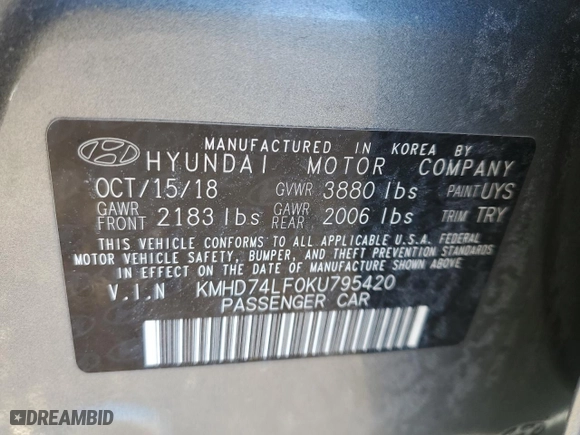 MANUFACTURED IN KOREA BY
HYUNDAI MOTOR COMPANY
OCT/15/18 GVWR 3880 lbs PAINT UYS
GAWR FRONT 2183 lbs GAWR REAR 2006 lbs TRIM TRY
THIS VEHICLE CONFORMS TO ALL APPLICABLE U.S.A. FEDERAL
MOTOR VEHICLE SAFETY, BUMPER, AND THEFT PREVENTION STANDARDS
IN EFFECT ON THE DATE OF MANUFACTURE SHOWN ABOVE
V.I.N KMHD74LF0KU795420
PASSENGER CAR
DREAMBID